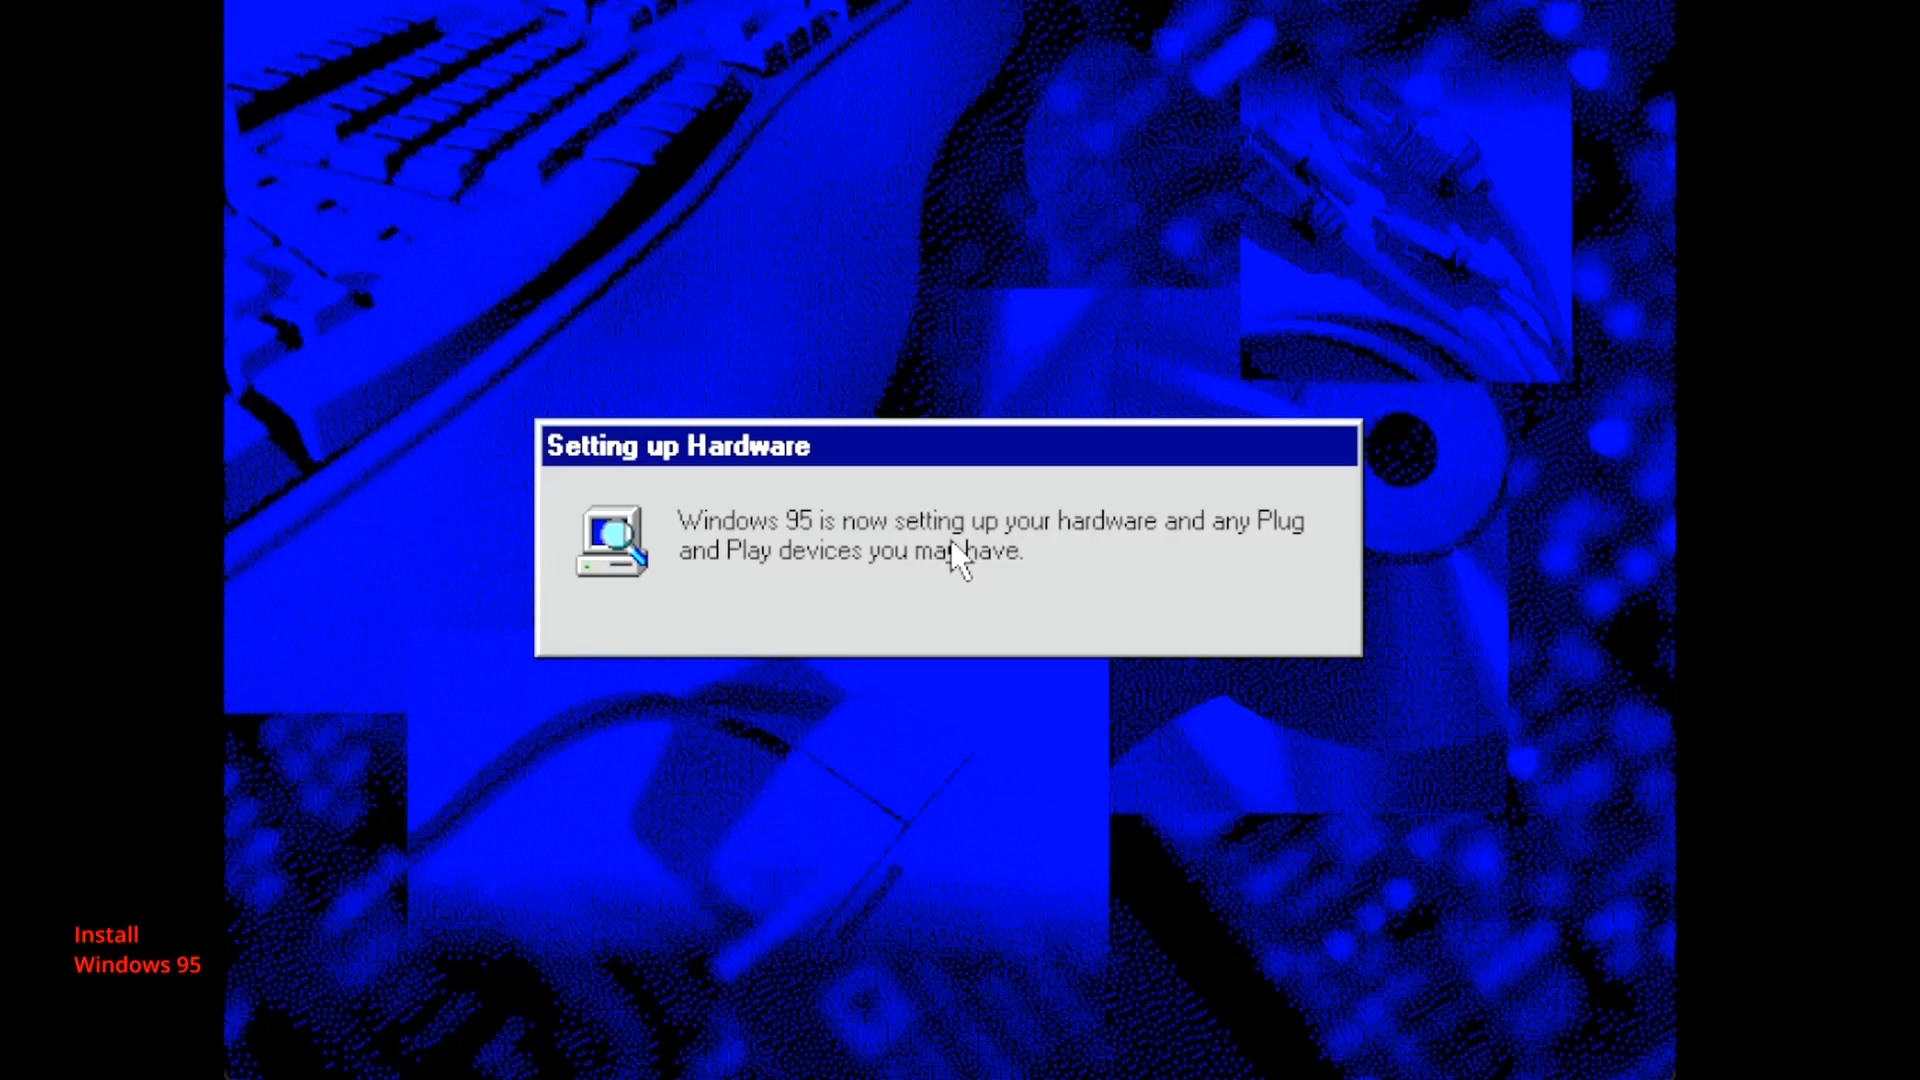 Setting up Hardware
Windows 95 is now setting up your hardware and any Plug
and Play devices you may have.
Install
Windows 95